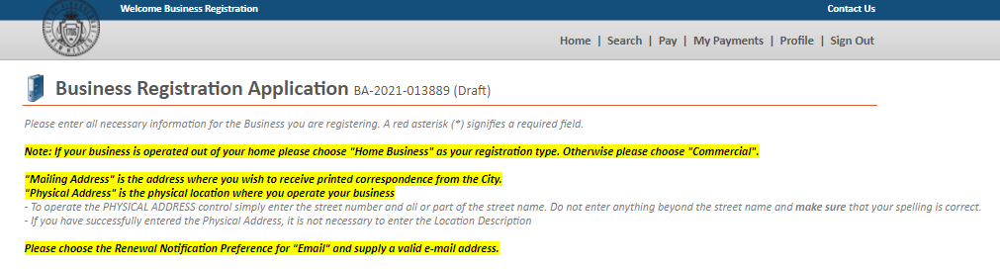 Welcome Business Registration
Contact Us
Home | Search | Pay | My Payments | Profile | Sign Out
1706
Business Registration Application BA-2021-013889 (Draft)
Please enter all necessary information for the Business you are registering. A red asterisk (*) signifies a required field.
Note: If your business is operated out of your home please choose "Home Business" as your registration type. Otherwise please choose "Commercial".
"Mailing Address" is the address where you wish to receive printed correspondence from the City.
"Physical Address" is the physical location where you operate your business
- To operate the PHYSICAL ADDRESS control simply enter the street number and all or part of the street name. Do not enter anything beyond the street name and make sure that your spelling is correct.
- If you have successfully entered the Physical Address, it is not necessary to enter the Location Description
Please choose the Renewal Notification Preference for "Email" and supply a valid e-mail address.